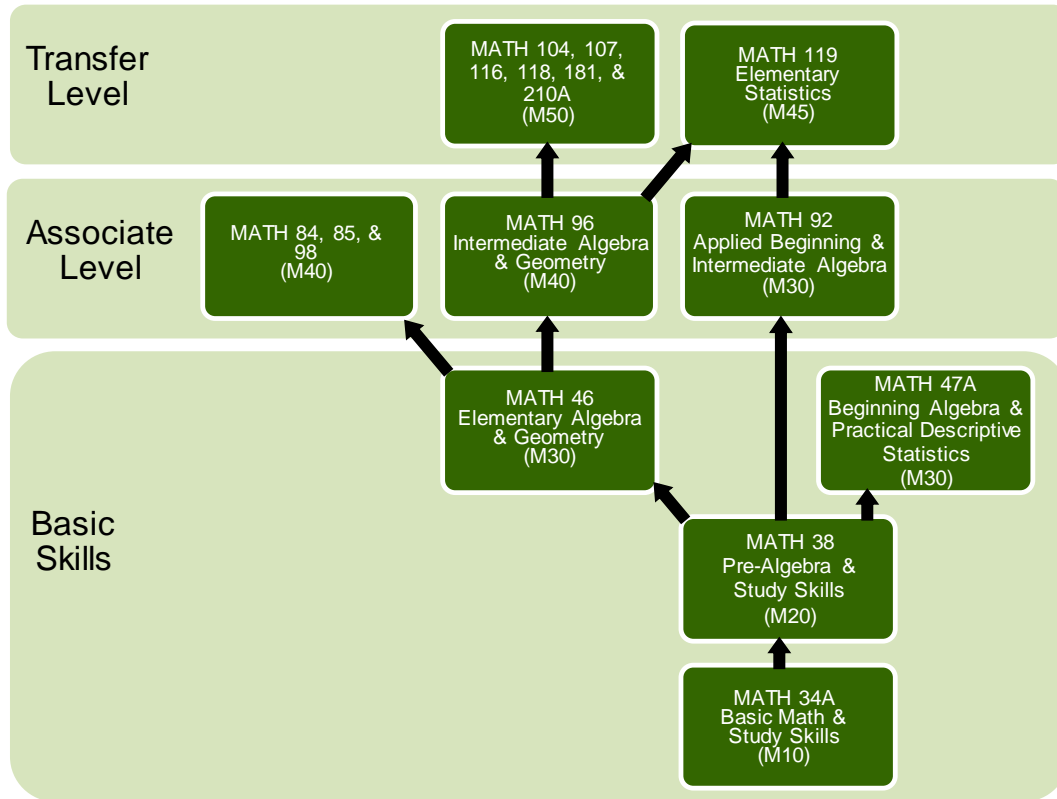 Transfer
Level
MATH 104, 107,
116, 118, 181, &
210A
(M50)
MATH 119
Elementary
Statistics
(M45)
Associate
Level
MATH 84, 85, &
98
(M40)
MATH 96
Intermediate Algebra
& Geometry
(M40)
MATH 92
Applied Beginning &
Intermediate Algebra
(M30)
Basic
Skills
MATH 46
Elementary Algebra
& Geometry
(M30)
MATH 47A
Beginning Algebra &
Practical Descriptive
Statistics
(M30)
MATH 38
Pre-Algebra &
Study Skills
(M20)
MATH 34A
Basic Math &
Study Skills
(M10)